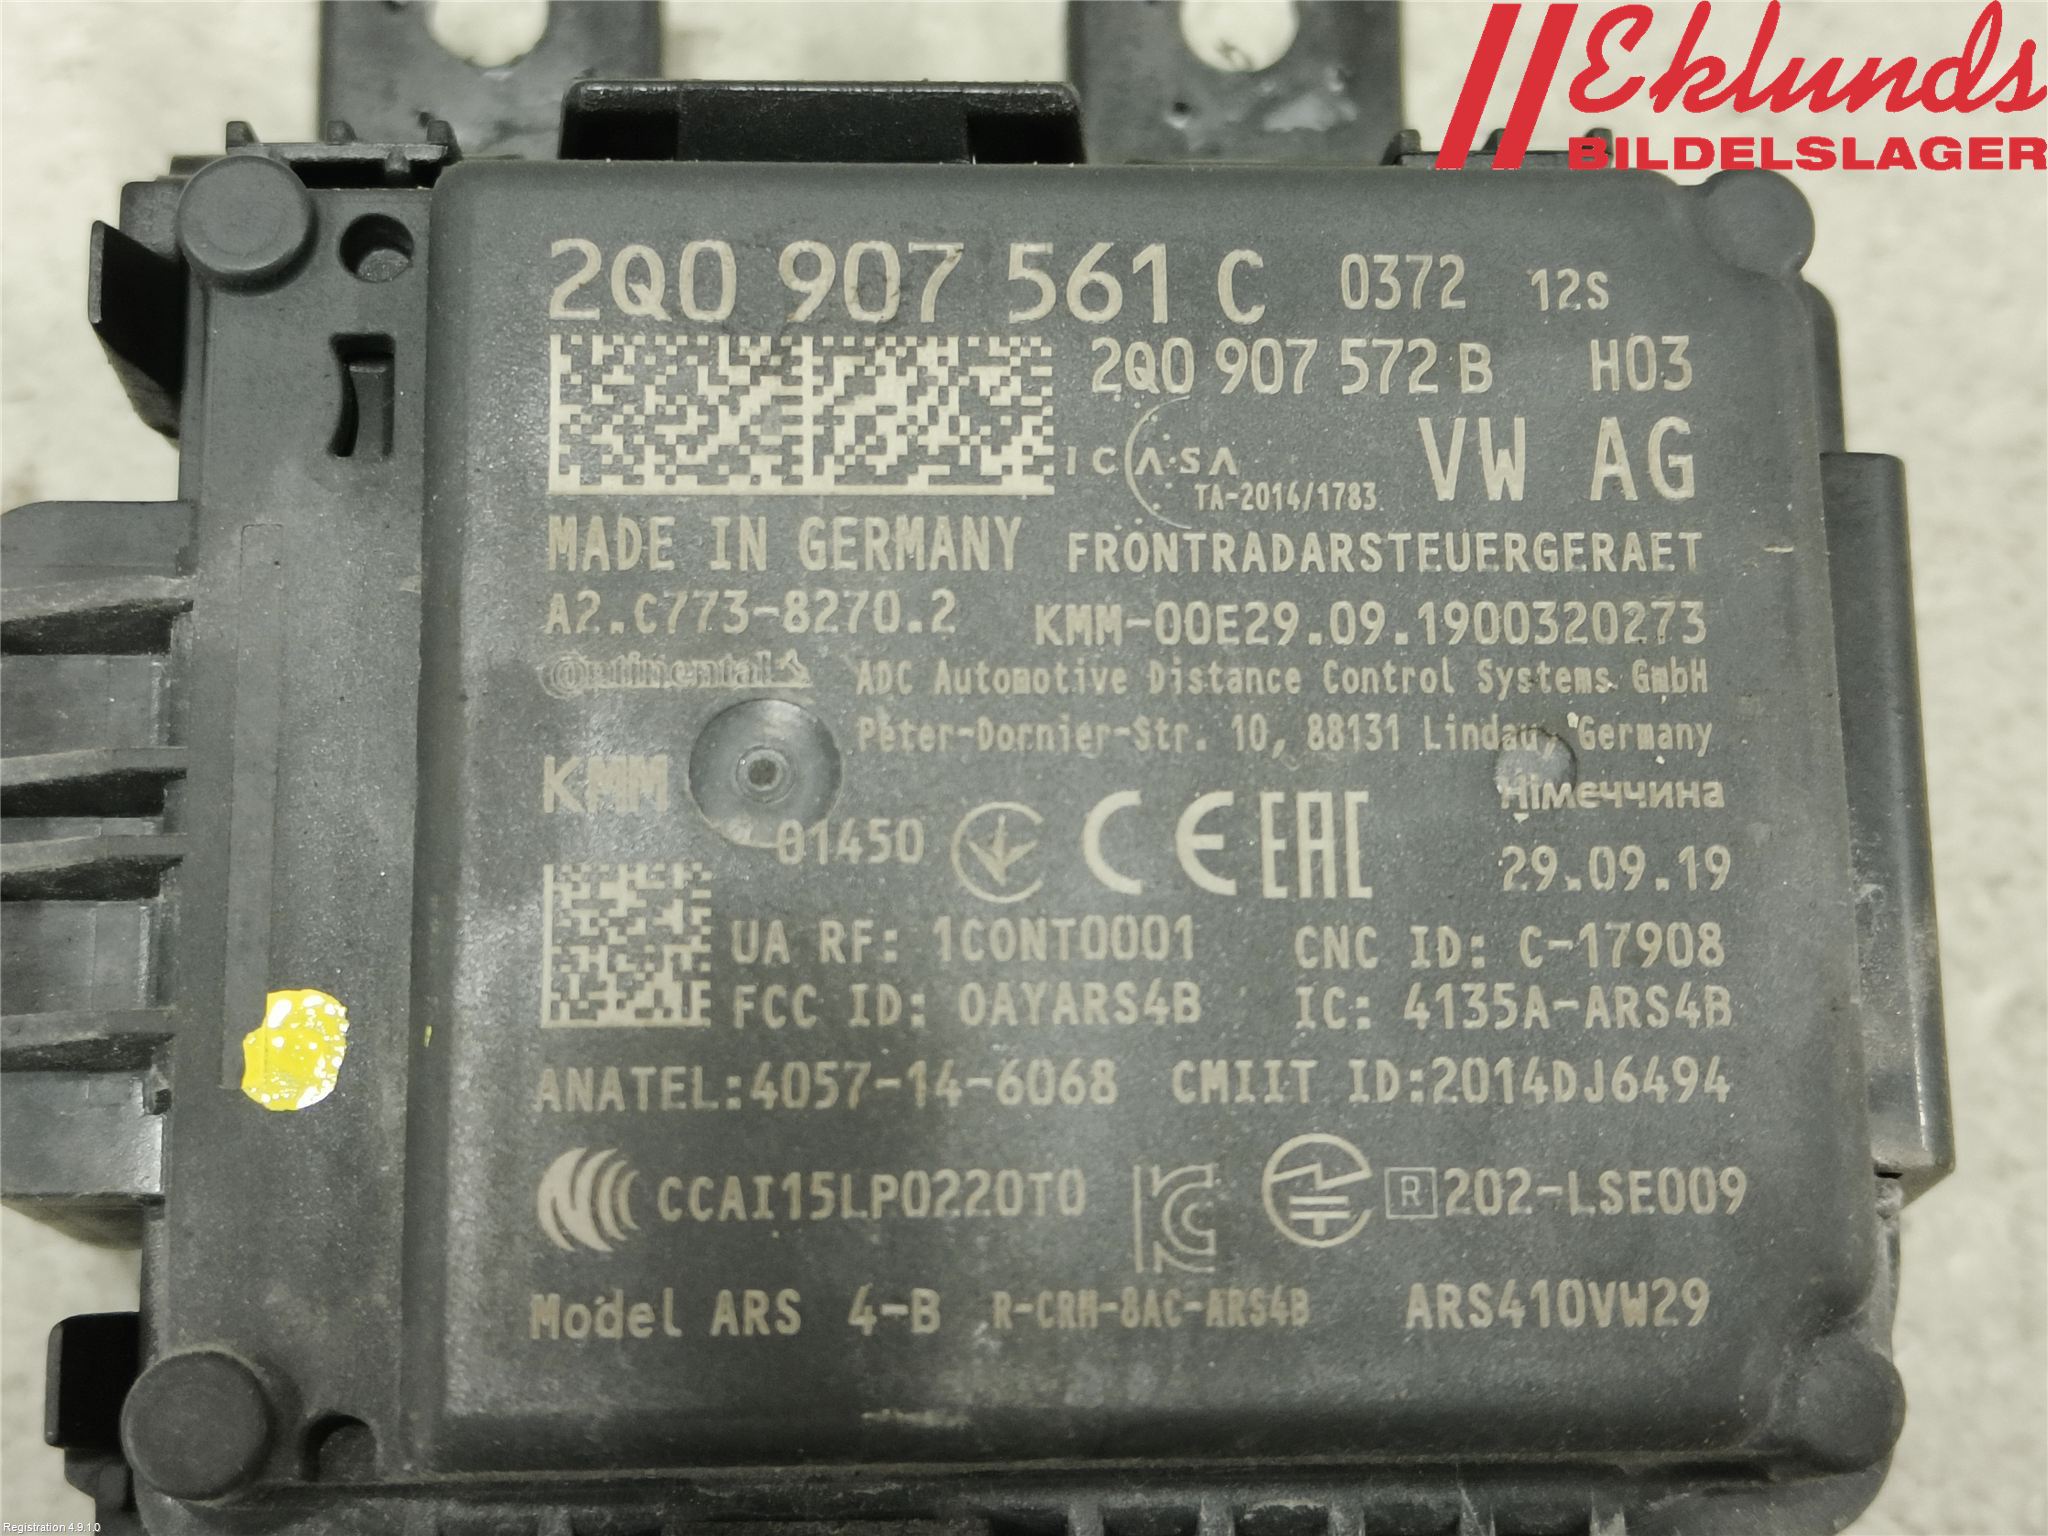 Eklunds
BILDELSLAGER
2Q0 907 561 C 0372 12S
2Q0 907 572 B H03
ICASA VW AG
TA-2014/1783
MADE IN GERMANY FRONTRADARSTEUERGERAET
A2.C773-8270.2 KMM-00E29.09.1900320273
Continental ADC Automotive Distance Control Systems GmbH
Peter-Dornier-Str. 10, 88131 Lindau, Germany
KMM Німеччина
01450 CE EAC 29.09.19
UA RF: 1CONT0001 CNC ID: C-17908
FCC ID: OAYARS4B IC: 4135A-ARS4B
ANATEL:4057-14-6068 CMIIT ID:2014DJ6494
CCAI15LP0220T0 R 202-LSE009
Model ARS 4-B R-CRM-8AC-ARS4B ARS410VW29
Registration 4.9.1.0